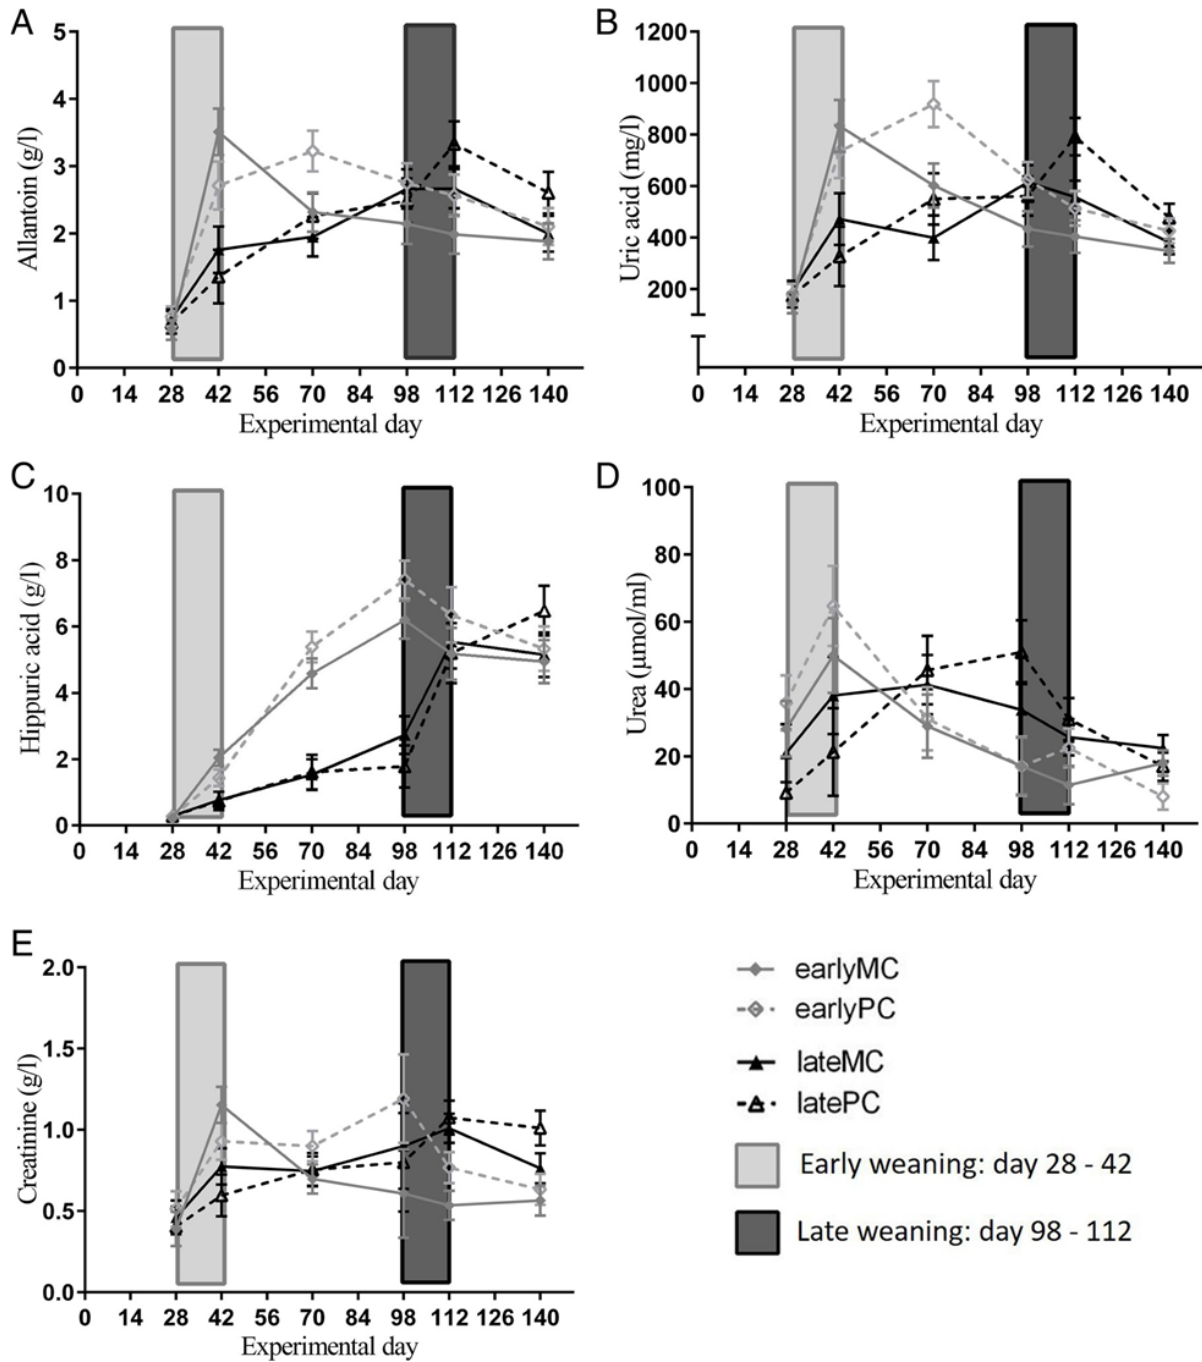 A
Allantoin (g/l)
5
4
3
2
1
0
0 14 28 42 56 70 84 98 112 126 140
Experimental day
B
Uric acid (mg/l)
1200
1000
800
600
400
200
0 14 28 42 56 70 84 98 112 126 140
Experimental day
C
Hippuric acid (g/l)
10
8
6
4
2
0
0 14 28 42 56 70 84 98 112 126 140
Experimental day
D
Urea (µmol/ml)
100
80
60
40
20
0
0 14 28 42 56 70 84 98 112 126 140
Experimental day
E
Creatinine (g/l)
2.0
1.5
1.0
0.5
0.0
0 14 28 42 56 70 84 98 112 126 140
Experimental day
earlyMC
earlyPC
lateMC
latePC
Early weaning: day 28 - 42
Late weaning: day 98 - 112